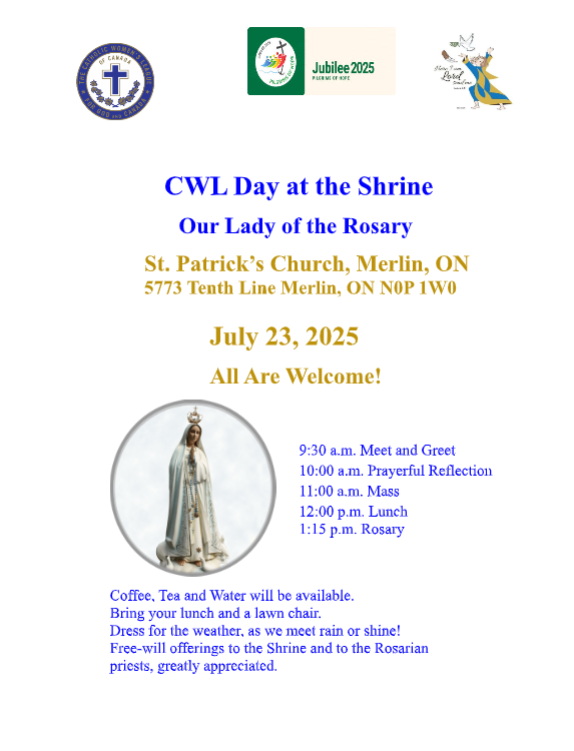 THE CATHOLIC WOMEN'S LEAGUE
OF CANADA
FOR GOD AND CANADA
Jubilee2025
PILGRIMS OF HOPE
Lord
CWL Day at the Shrine
Our Lady of the Rosary
St. Patrick's Church, Merlin, ON
5773 Tenth Line Merlin, ON N0P 1W0
July 23, 2025
All Are Welcome!
9:30 a.m. Meet and Greet
10:00 a.m. Prayerful Reflection
11:00 a.m. Mass
12:00 p.m. Lunch
1:15 p.m. Rosary
Coffee, Tea and Water will be available.
Bring your lunch and a lawn chair.
Dress for the weather, as we meet rain or shine!
Free-will offerings to the Shrine and to the Rosarian
priests, greatly appreciated.